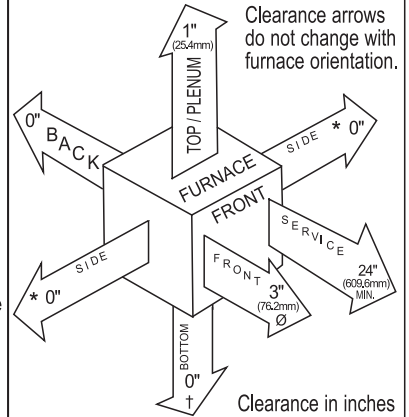 Clearance arrows
do not change with
furnace orientation.
1"
(25.4mm)
TOP / PLENUM
0"
BACK
SIDE * 0"
FURNACE
FRONT
SERVICE
24"
(609.6mm)
MIN.
SIDE
* 0"
FRONT
3"
(76.2mm)
Ø
BOTTOM
0"
†
Clearance in inches